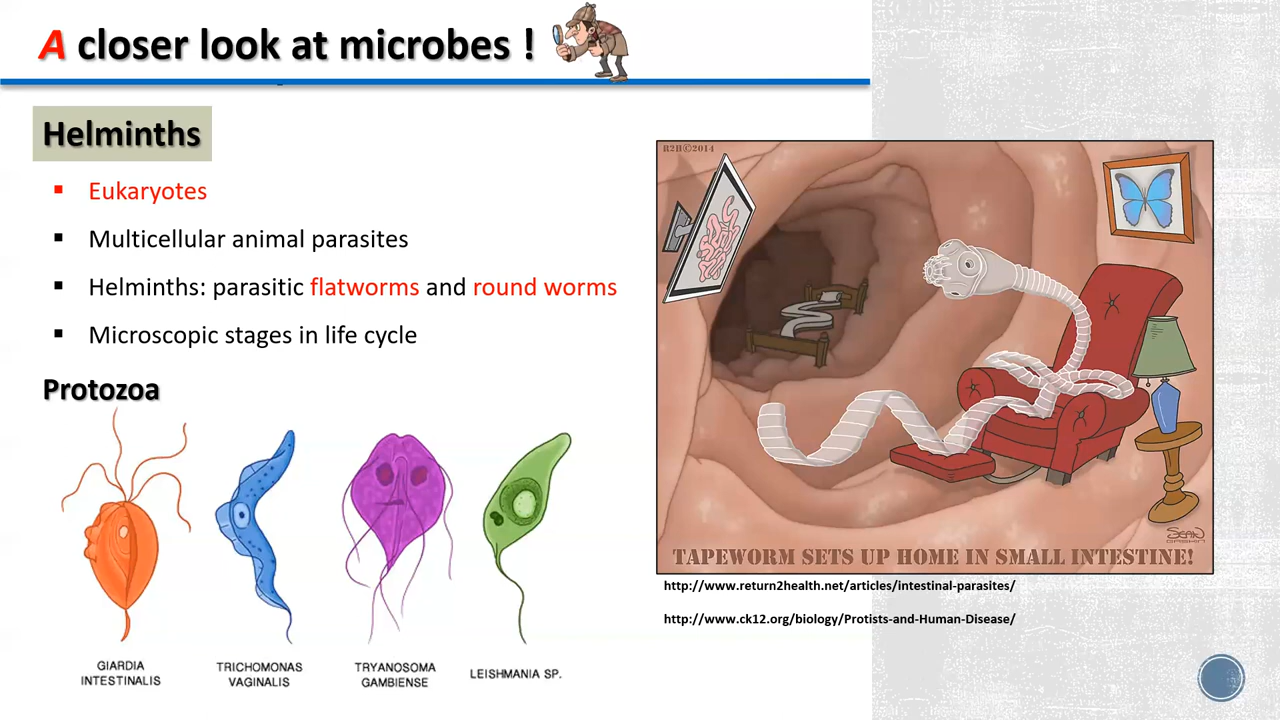 A closer look at microbes !
Helminths
Eukaryotes
Multicellular animal parasites
Helminths: parasitic flatworms and round worms
Microscopic stages in life cycle
Protozoa
GIARDIA
INTESTINALIS
TRICHOMONAS
VAGINALIS
TRYANOSOMA
GAMBIENSE
LEISHMANIA SP.
R2H©2014
SEAN
GASKIN
TAPEWORM SETS UP HOME IN SMALL INTESTINE!
http://www.return2health.net/articles/intestinal-parasites/
http://www.ck12.org/biology/Protists-and-Human-Disease/